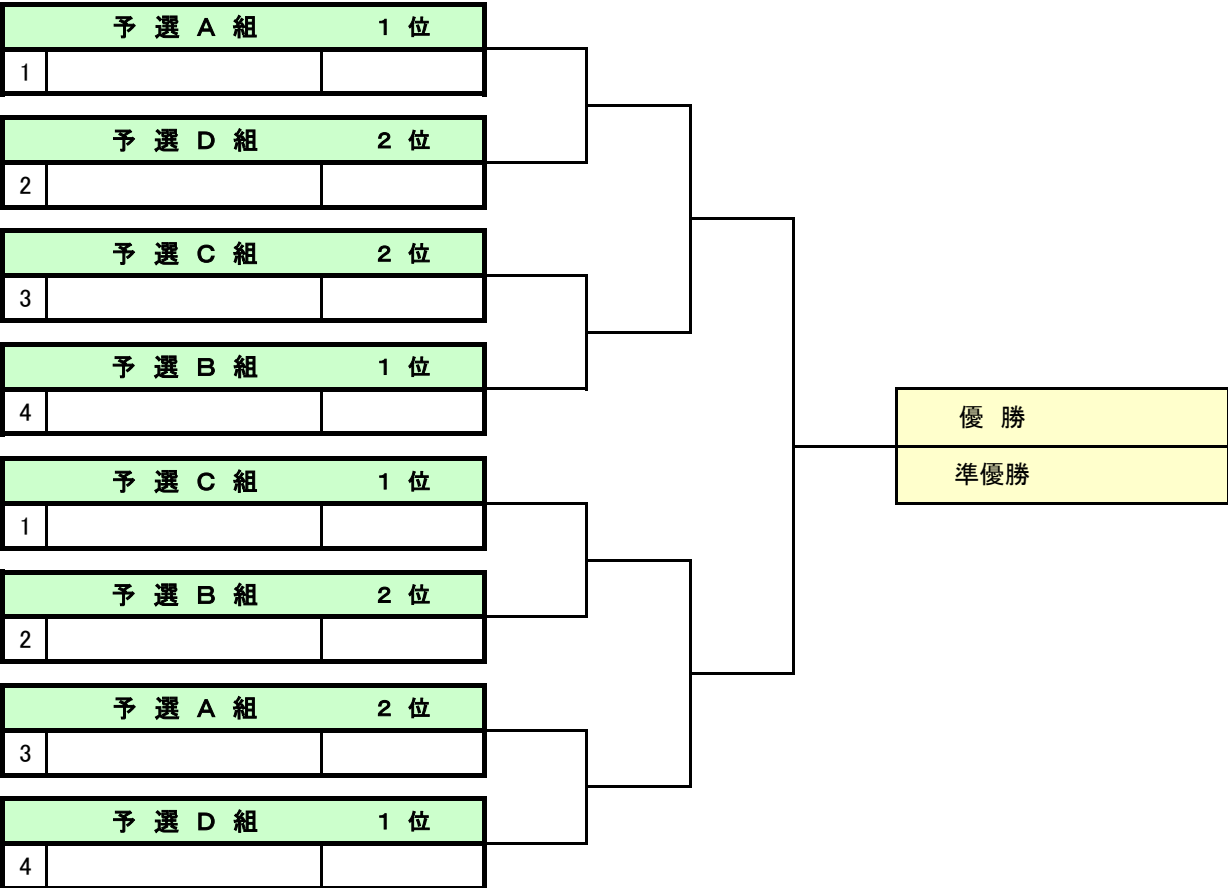 予 選 A 組 1 位
1
予 選 D 組 2 位
2
予 選 C 組 2 位
3
予 選 B 組 1 位
4
優 勝
準優勝
予 選 C 組 1 位
1
予 選 B 組 2 位
2
予 選 A 組 2 位
3
予 選 D 組 1 位
4